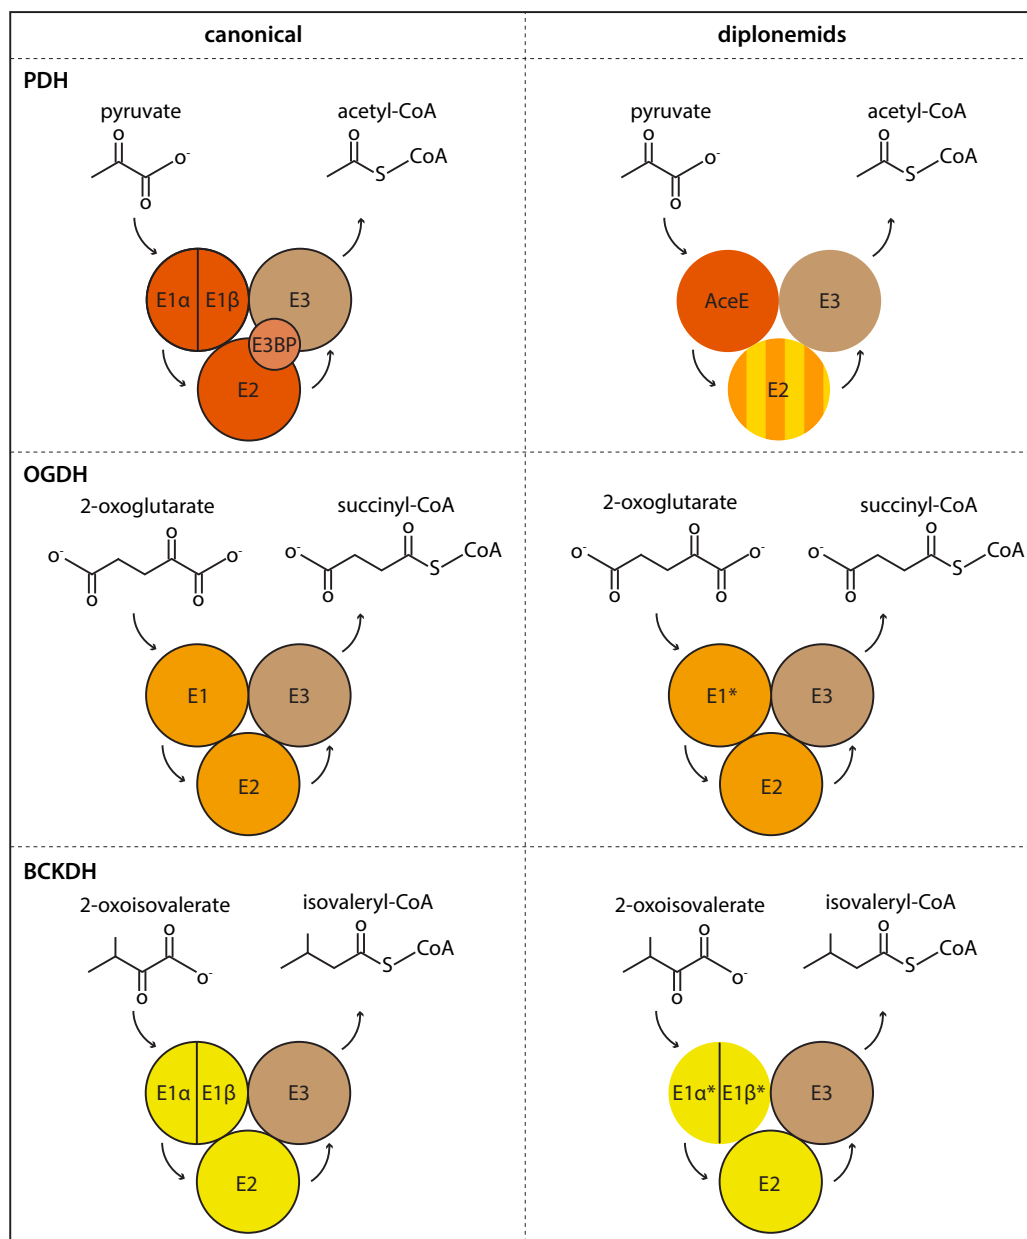 canonical
diplonemids
PDH
pyruvate
acetyl-CoA
O
O⁻
O
O
S
CoA
E1α
E1β
E3
E3BP
E2
pyruvate
acetyl-CoA
O
O⁻
O
O
S
CoA
AceE
E3
E2
OGDH
2-oxoglutarate
succinyl-CoA
O⁻
O
O
O⁻
O
O⁻
O
O
S
CoA
E1
E3
E2
2-oxoglutarate
succinyl-CoA
O⁻
O
O
O⁻
O
O⁻
O
O
S
CoA
E1*
E3
E2
BCKDH
2-oxoisovalerate
isovaleryl-CoA
O
O⁻
O
O
S
CoA
E1α
E1β
E3
E2
2-oxoisovalerate
isovaleryl-CoA
O
O⁻
O
O
S
CoA
E1α*
E1β*
E3
E2